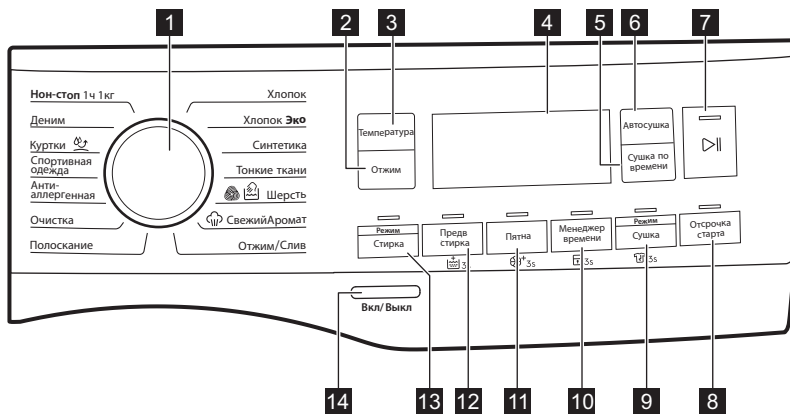 1
2
3
4
5
6
7
Нон-стоп 1ч 1кг
Деним
Куртки
Спортивная
одежда
Анти-
аллергенная
Очистка
Полоскание
Хлопок
Хлопок Эко
Синтетика
Тонкие ткани
Шерсть
СвежийАромат
Отжим/Слив
Температура
Отжим
Автосушка
Сушка по
времени
Режим
Стирка
Предв
стирка
3
Пятна
3s
Менеджер
времени
3s
Режим
Сушка
3s
Отсрочка
старта
Вкл/Выкл
14
13
12
11
10
9
8